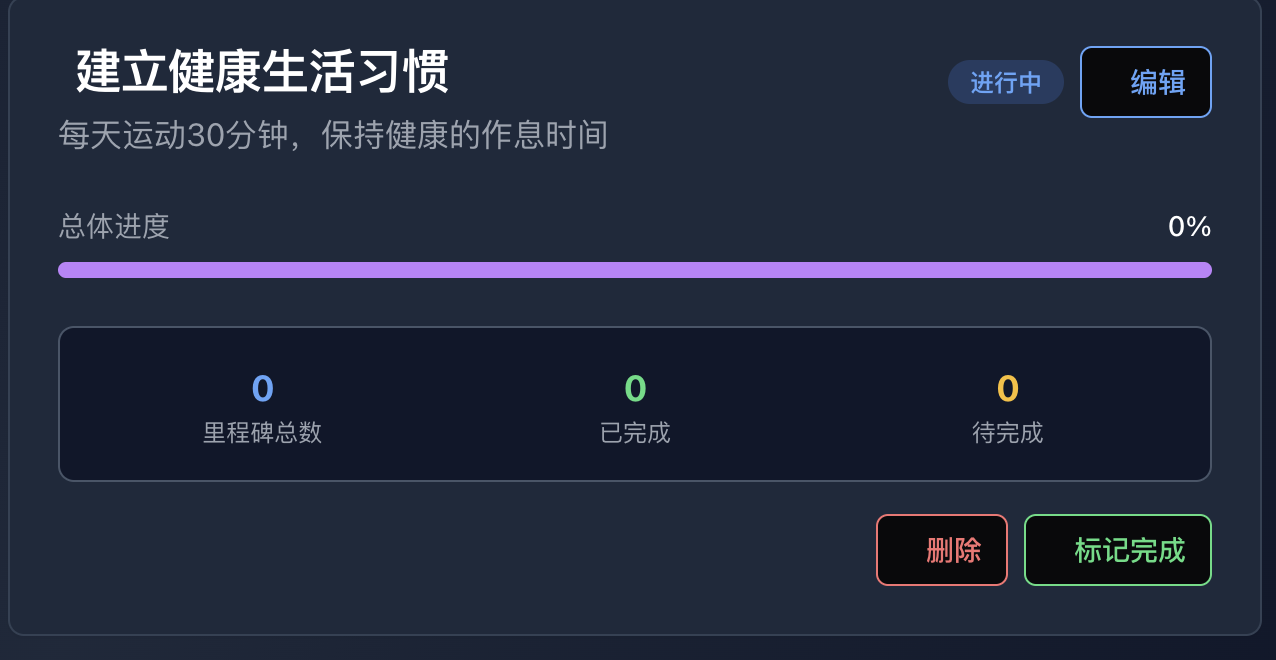 建立健康生活习惯
进行中
编辑
每天运动30分钟，保持健康的作息时间
总体进度
0%
0
里程碑总数
0
已完成
0
待完成
删除
标记完成